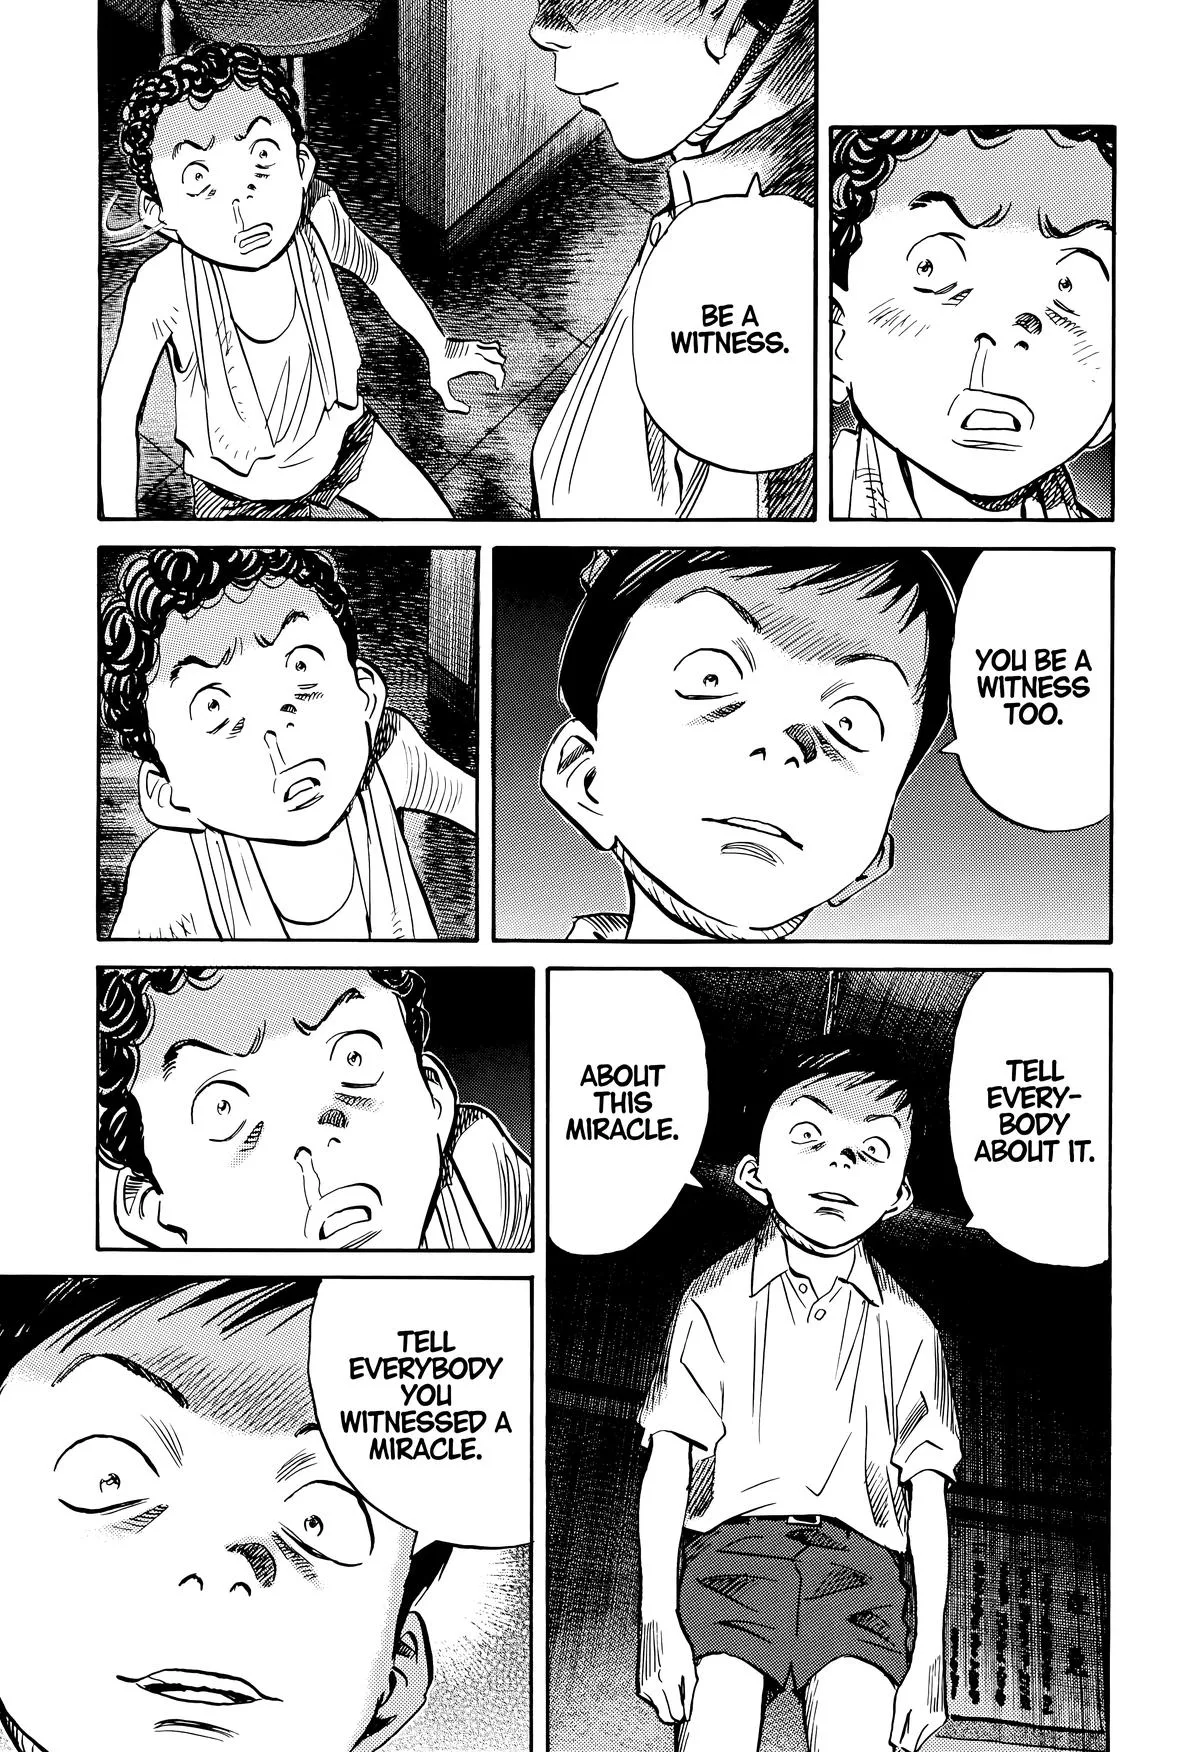 BE A
WITNESS.
YOU BE A
WITNESS
TOO.
TELL
EVERY-
BODY
ABOUT IT.
ABOUT
THIS
MIRACLE.
TELL
EVERYBODY
YOU
WITNESSED A
MIRACLE.